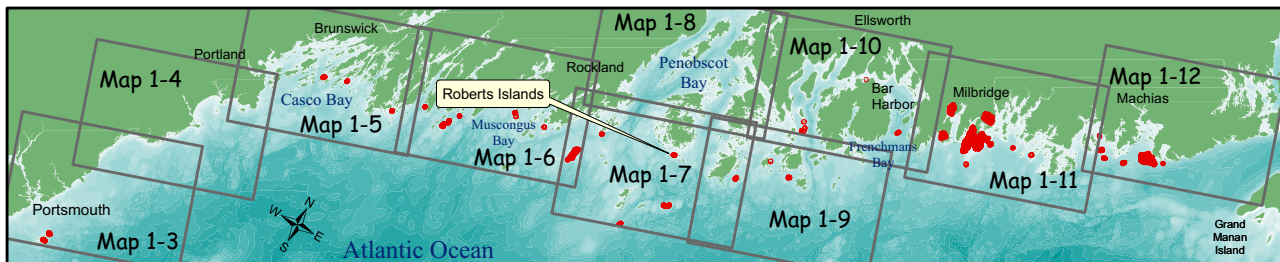 Map 1-8
Ellsworth
Brunswick
Map 1-10
Portland
Penobscot
Bay
Rockland
Map 1-4
Map 1-12
Milbridge
Bar
Harbor
Machias
Roberts Islands
Casco Bay
Map 1-5
Muscongus
Bay
Frenchmans
Bay
Map 1-6
Map 1-7
Map 1-11
Portsmouth
N
W
E
S
Map 1-9
Map 1-3
Atlantic Ocean
Grand
Manan
Island